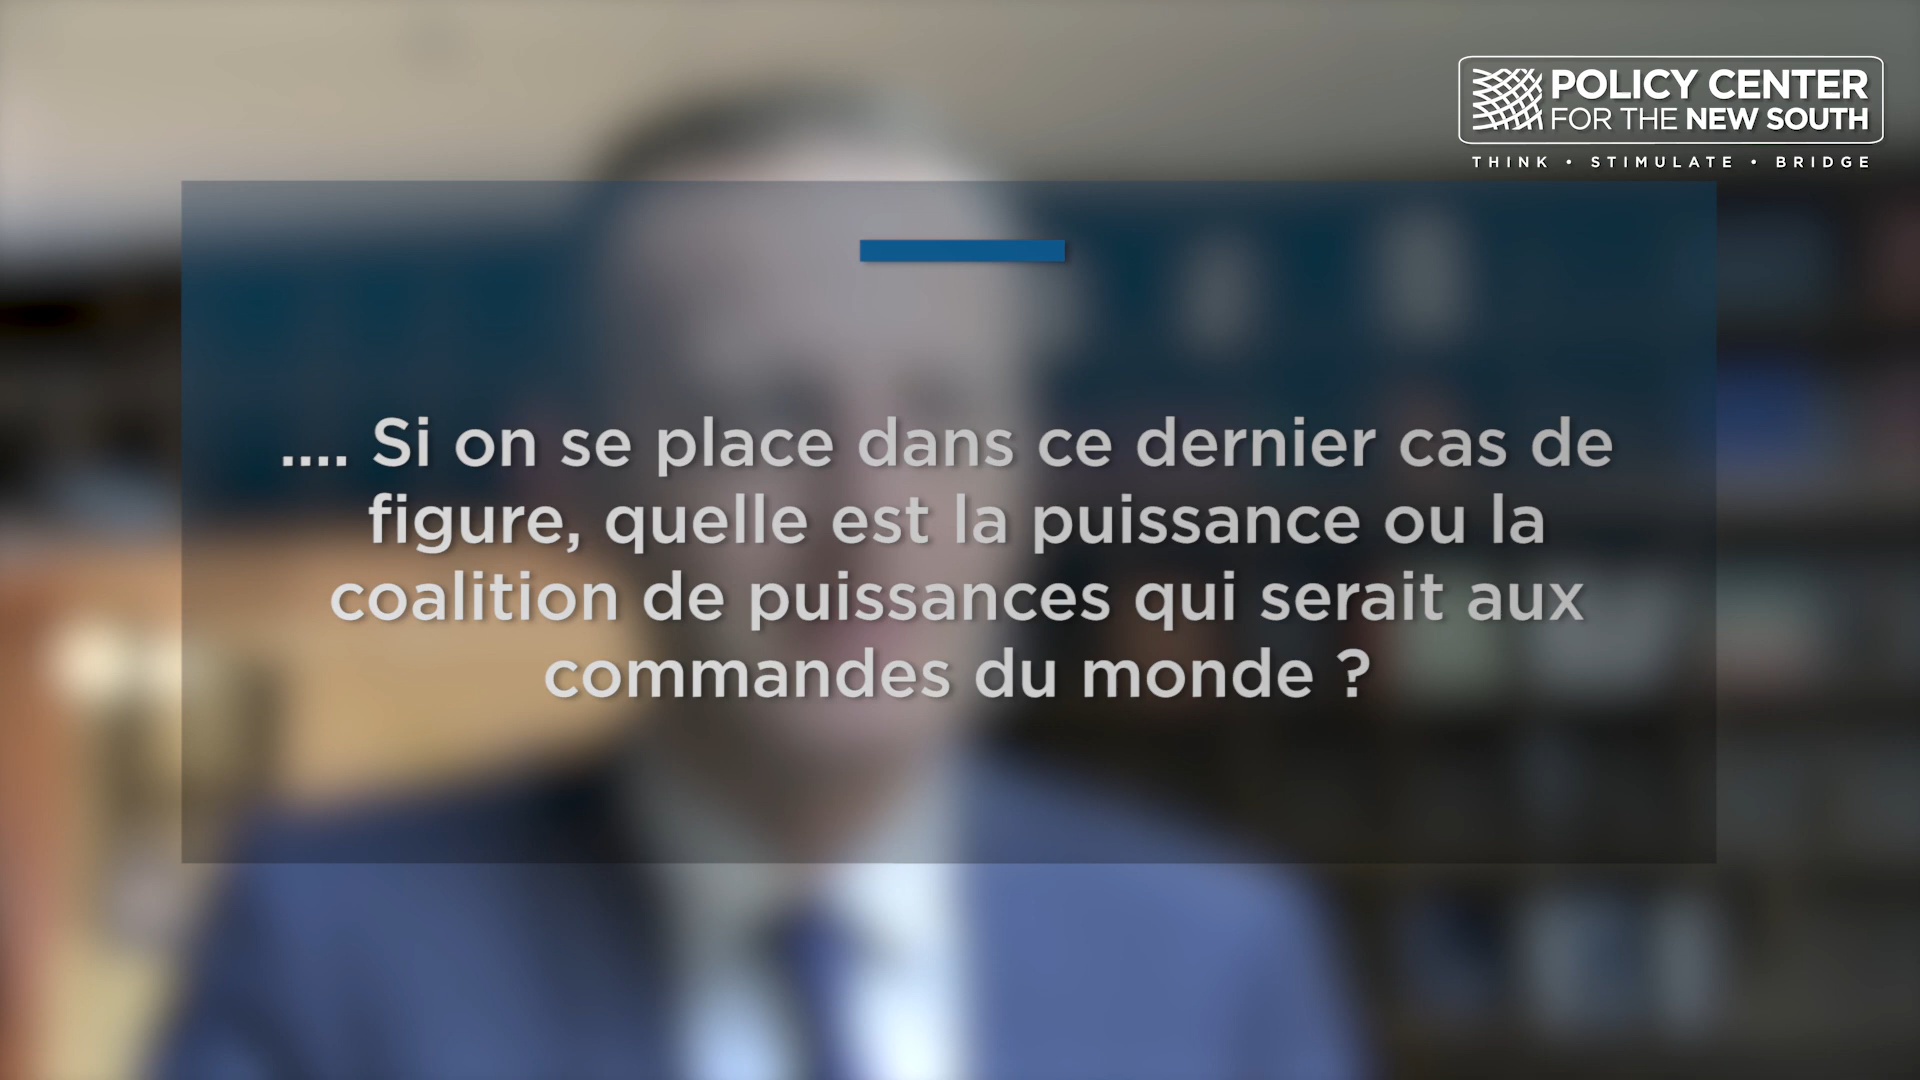 POLICY CENTER
FOR THE NEW SOUTH
THINK • STIMULATE • BRIDGE
.... Si on se place dans ce dernier cas de
figure, quelle est la puissance ou la
coalition de puissances qui serait aux
commandes du monde ?